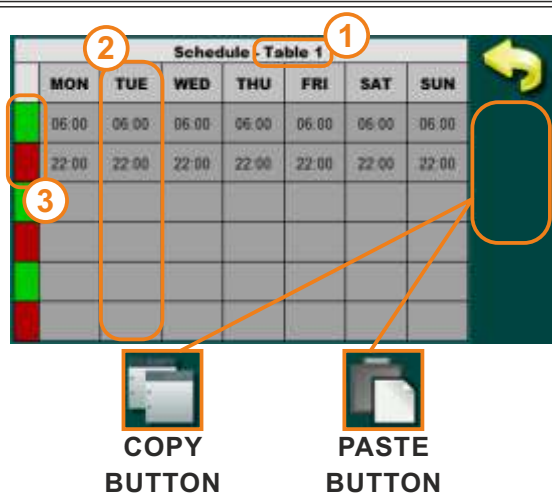 2
1
Schedule - Table 1
MON TUE WED THU FRI SAT SUN
06:00 06:00 06:00 06:00 06:00 06:00 06:00
22:00 22:00 22:00 22:00 22:00 22:00 22:00
3
COPY PASTE
BUTTON BUTTON